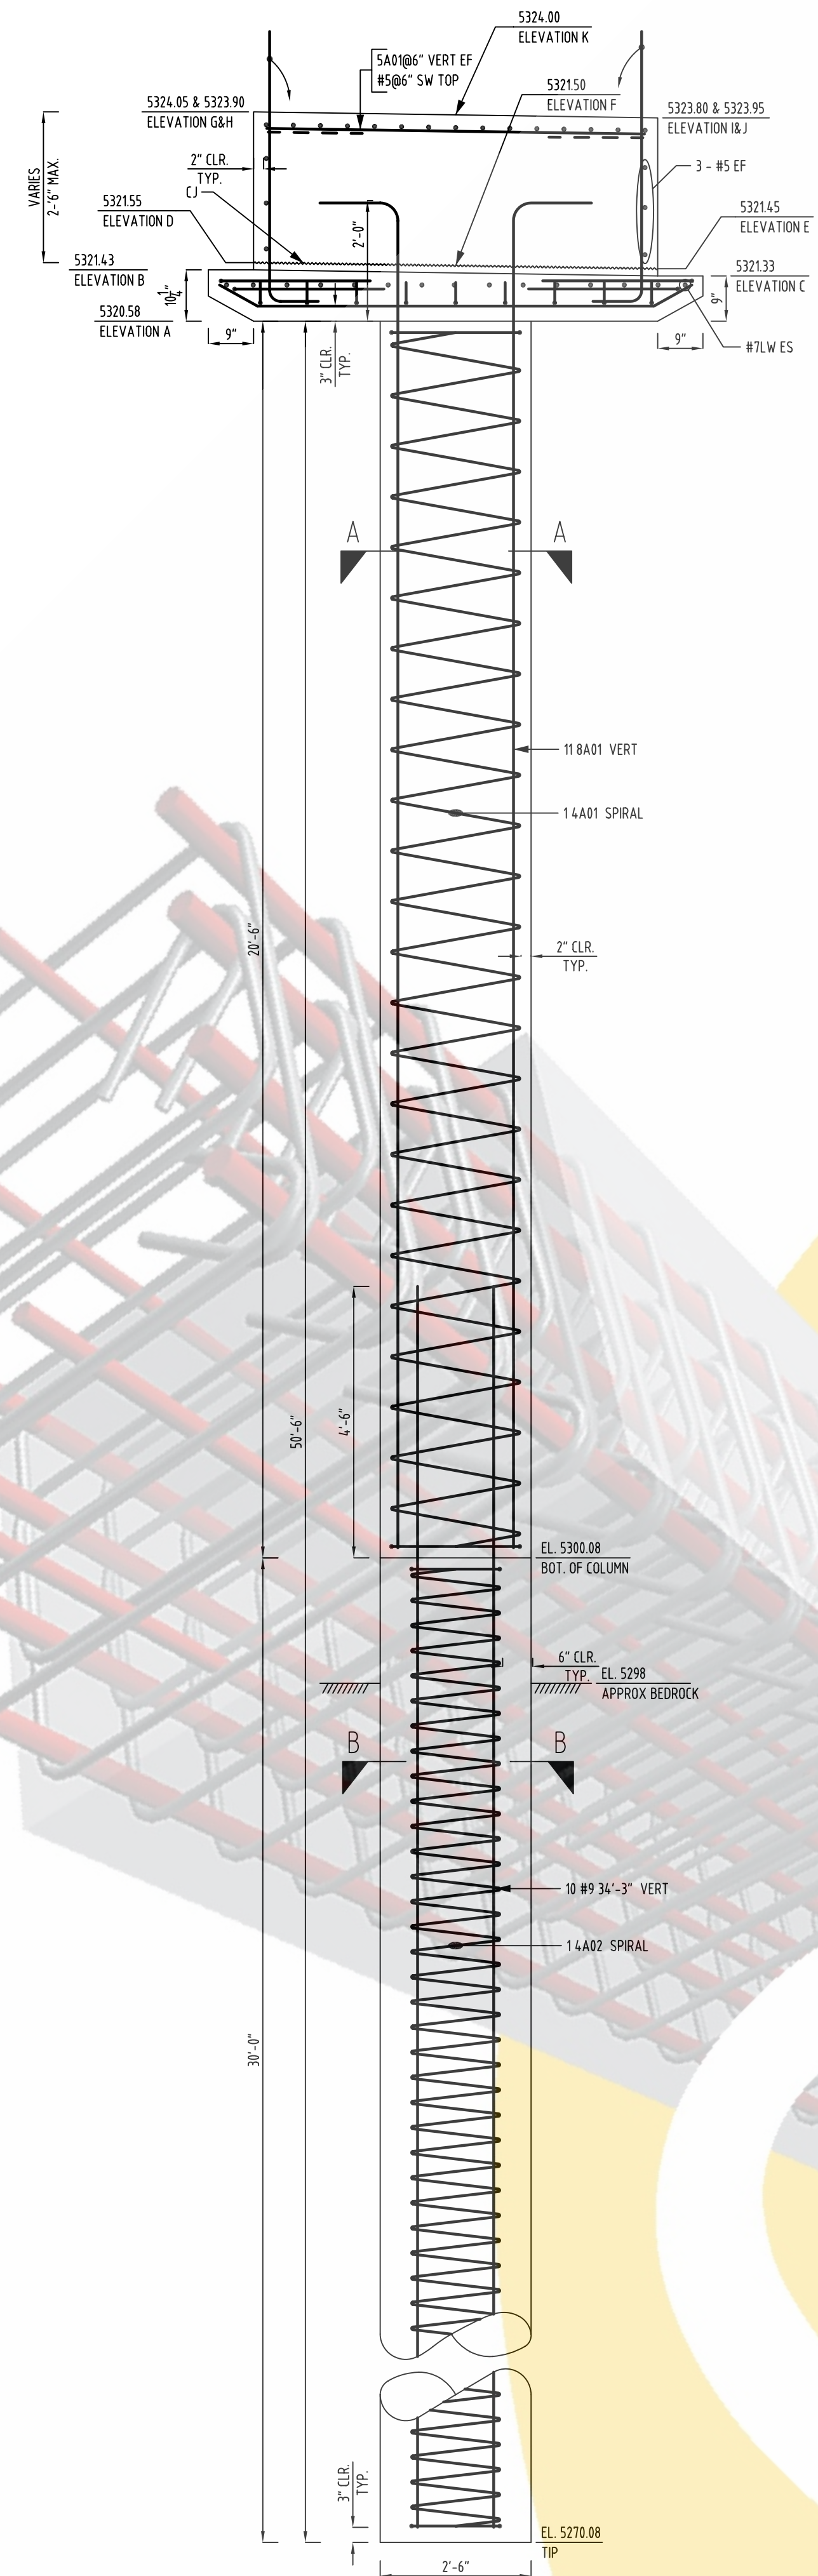 5324.00
ELEVATION K
5A01@6" VERT EF
#5@6" SW TOP
5321.50
ELEVATION F
5324.05 & 5323.90
ELEVATION G&H
5323.80 & 5323.95
ELEVATION I&J
VARIES
2-'6" MAX.
2" CLR.
TYP.
CJ
3 - #5 EF
5321.55
ELEVATION D
2'-0"
5321.45
ELEVATION E
5321.43
ELEVATION B
5321.33
ELEVATION C
10 1/4"
9"
5320.58
ELEVATION A
9"
3" CLR.
TYP.
9"
#7LW ES
A
A
11 8A01 VERT
1 4A01 SPIRAL
20'-6"
2" CLR.
TYP.
50'-6"
4'-6"
EL. 5300.08
BOT. OF COLUMN
6" CLR.
TYP.
EL. 5298
APPROX BEDROCK
B
B
10 #9 34'-3" VERT
1 4A02 SPIRAL
30'-0"
3" CLR.
TYP.
EL. 5270.08
TIP
2'-6"